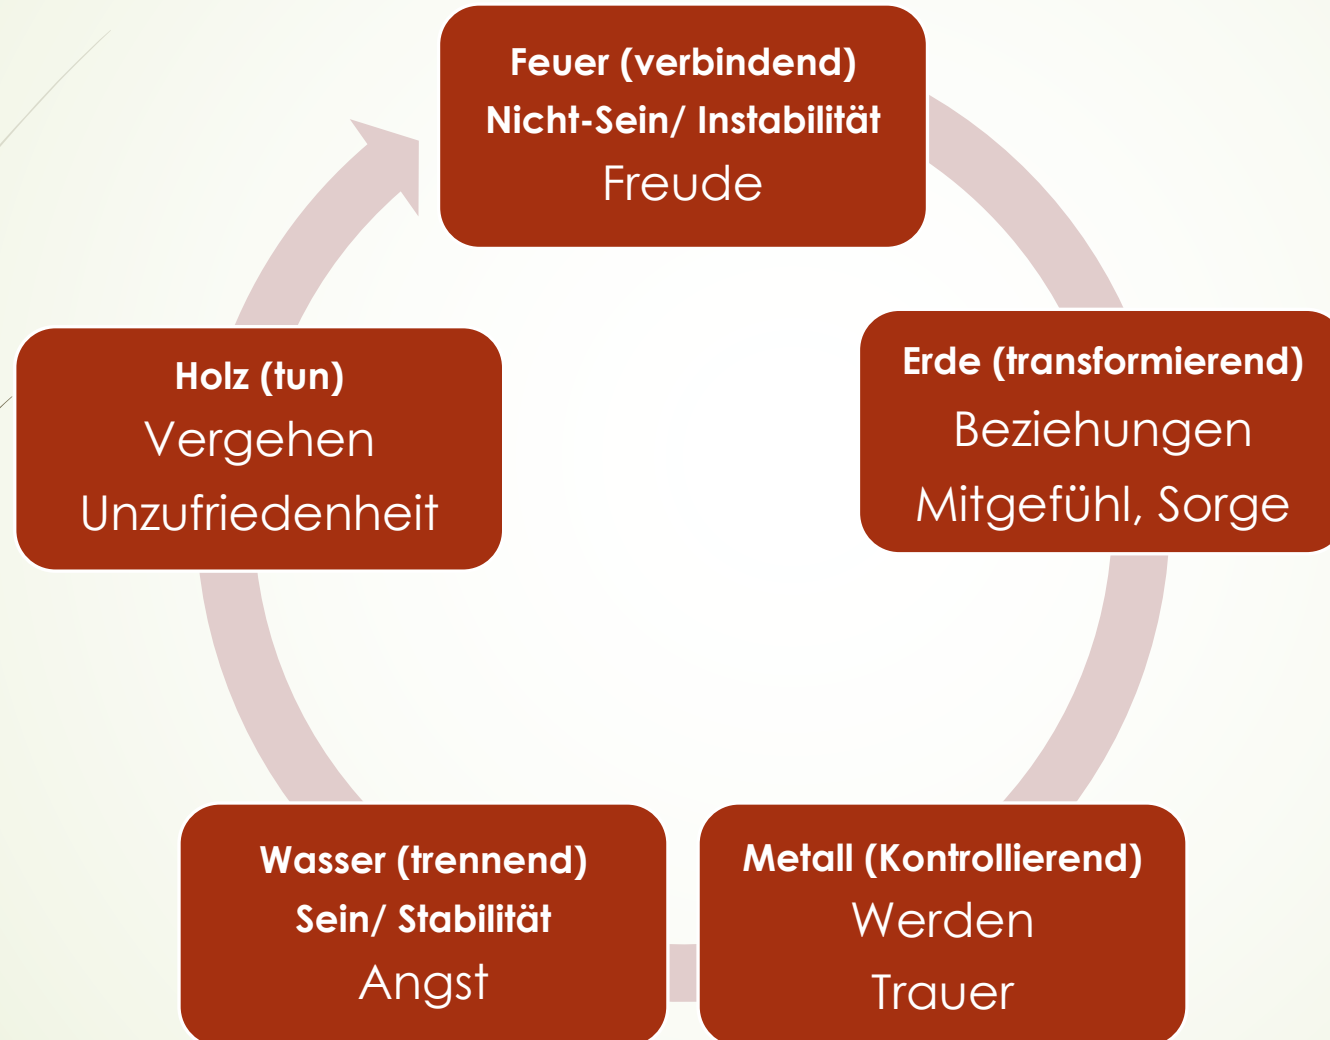 Feuer (verbindend)
Nicht-Sein/ Instabilität
Freude
Erde (transformierend)
Beziehungen
Mitgefühl, Sorge
Metall (Kontrollierend)
Werden
Trauer
Wasser (trennend)
Sein/ Stabilität
Angst
Holz (tun)
Vergehen
Unzufriedenheit